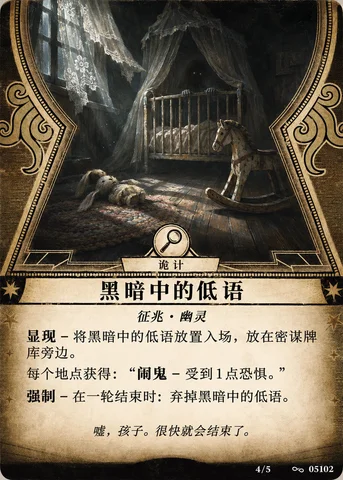 诡计
黑暗中的低语
征兆·幽灵
显现 – 将黑暗中的低语放置入场，放在密谋牌
库旁边。
每个地点获得：“闹鬼 – 受到1点恐惧。”
强制 – 在一轮结束时：弃掉黑暗中的低语。
嘘，孩子。很快就会结束了。
4/5 05102